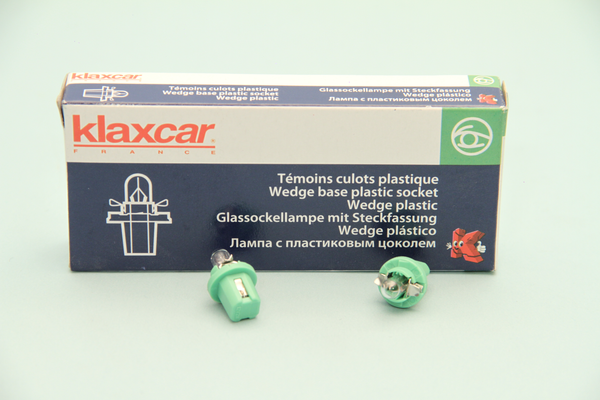 klaxcar
Témoins culots plastique
Wedge base plastic socket
Wedge plastic
Glassockellampe mit Steckfassung
Wedge plástico
Лампа с пластиковым цоколем
klaxcar
FRANCE
Témoins culots plastique
Wedge base plastic socket
Wedge plastic
Glassockellampe mit Steckfassung
Wedge plástico
Лампа с пластиковым цоколем